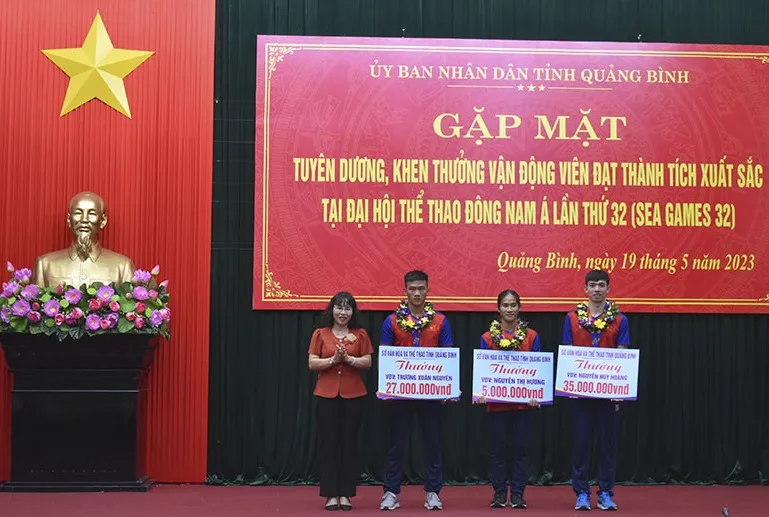 ỦY BAN NHÂN DÂN TỈNH QUẢNG BÌNH
GẶP MẶT
TUYÊN DƯƠNG, KHEN THƯỞNG VẬN ĐỘNG VIÊN ĐẠT THÀNH TÍCH XUẤT SẮC
TẠI ĐẠI HỘI THỂ THAO ĐÔNG NAM Á LẦN THỨ 32 (SEA GAMES 32)
Quảng Bình, ngày 19 tháng 5 năm 2023
SỞ VĂN HÓA VÀ THỂ THAO QUẢNG BÌNH
Thưởng
VĐV: TRƯƠNG XUÂN NGUYÊN
27.000.000vnđ
SỞ VĂN HÓA VÀ THỂ THAO QUẢNG BÌNH
Thưởng
VĐV: NGUYỄN THỊ HƯƠNG
5.000.000vnđ
SỞ VĂN HÓA VÀ THỂ THAO QUẢNG BÌNH
Thưởng
VĐV: NGUYỄN HUY HOÀNG
35.000.000vnđ